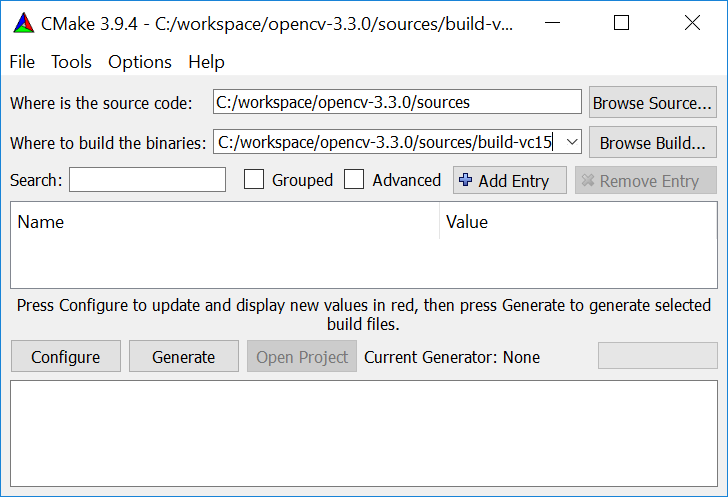 CMake 3.9.4 - C:/workspace/opencv-3.3.0/sources/build-v...
File Tools Options Help
Where is the source code: C:/workspace/opencv-3.3.0/sources Browse Source...
Where to build the binaries: C:/workspace/opencv-3.3.0/sources/build-vc15 Browse Build...
Search: Grouped Advanced Add Entry Remove Entry
Name Value
Press Configure to update and display new values in red, then press Generate to generate selected
build files.
Configure Generate Open Project Current Generator: None